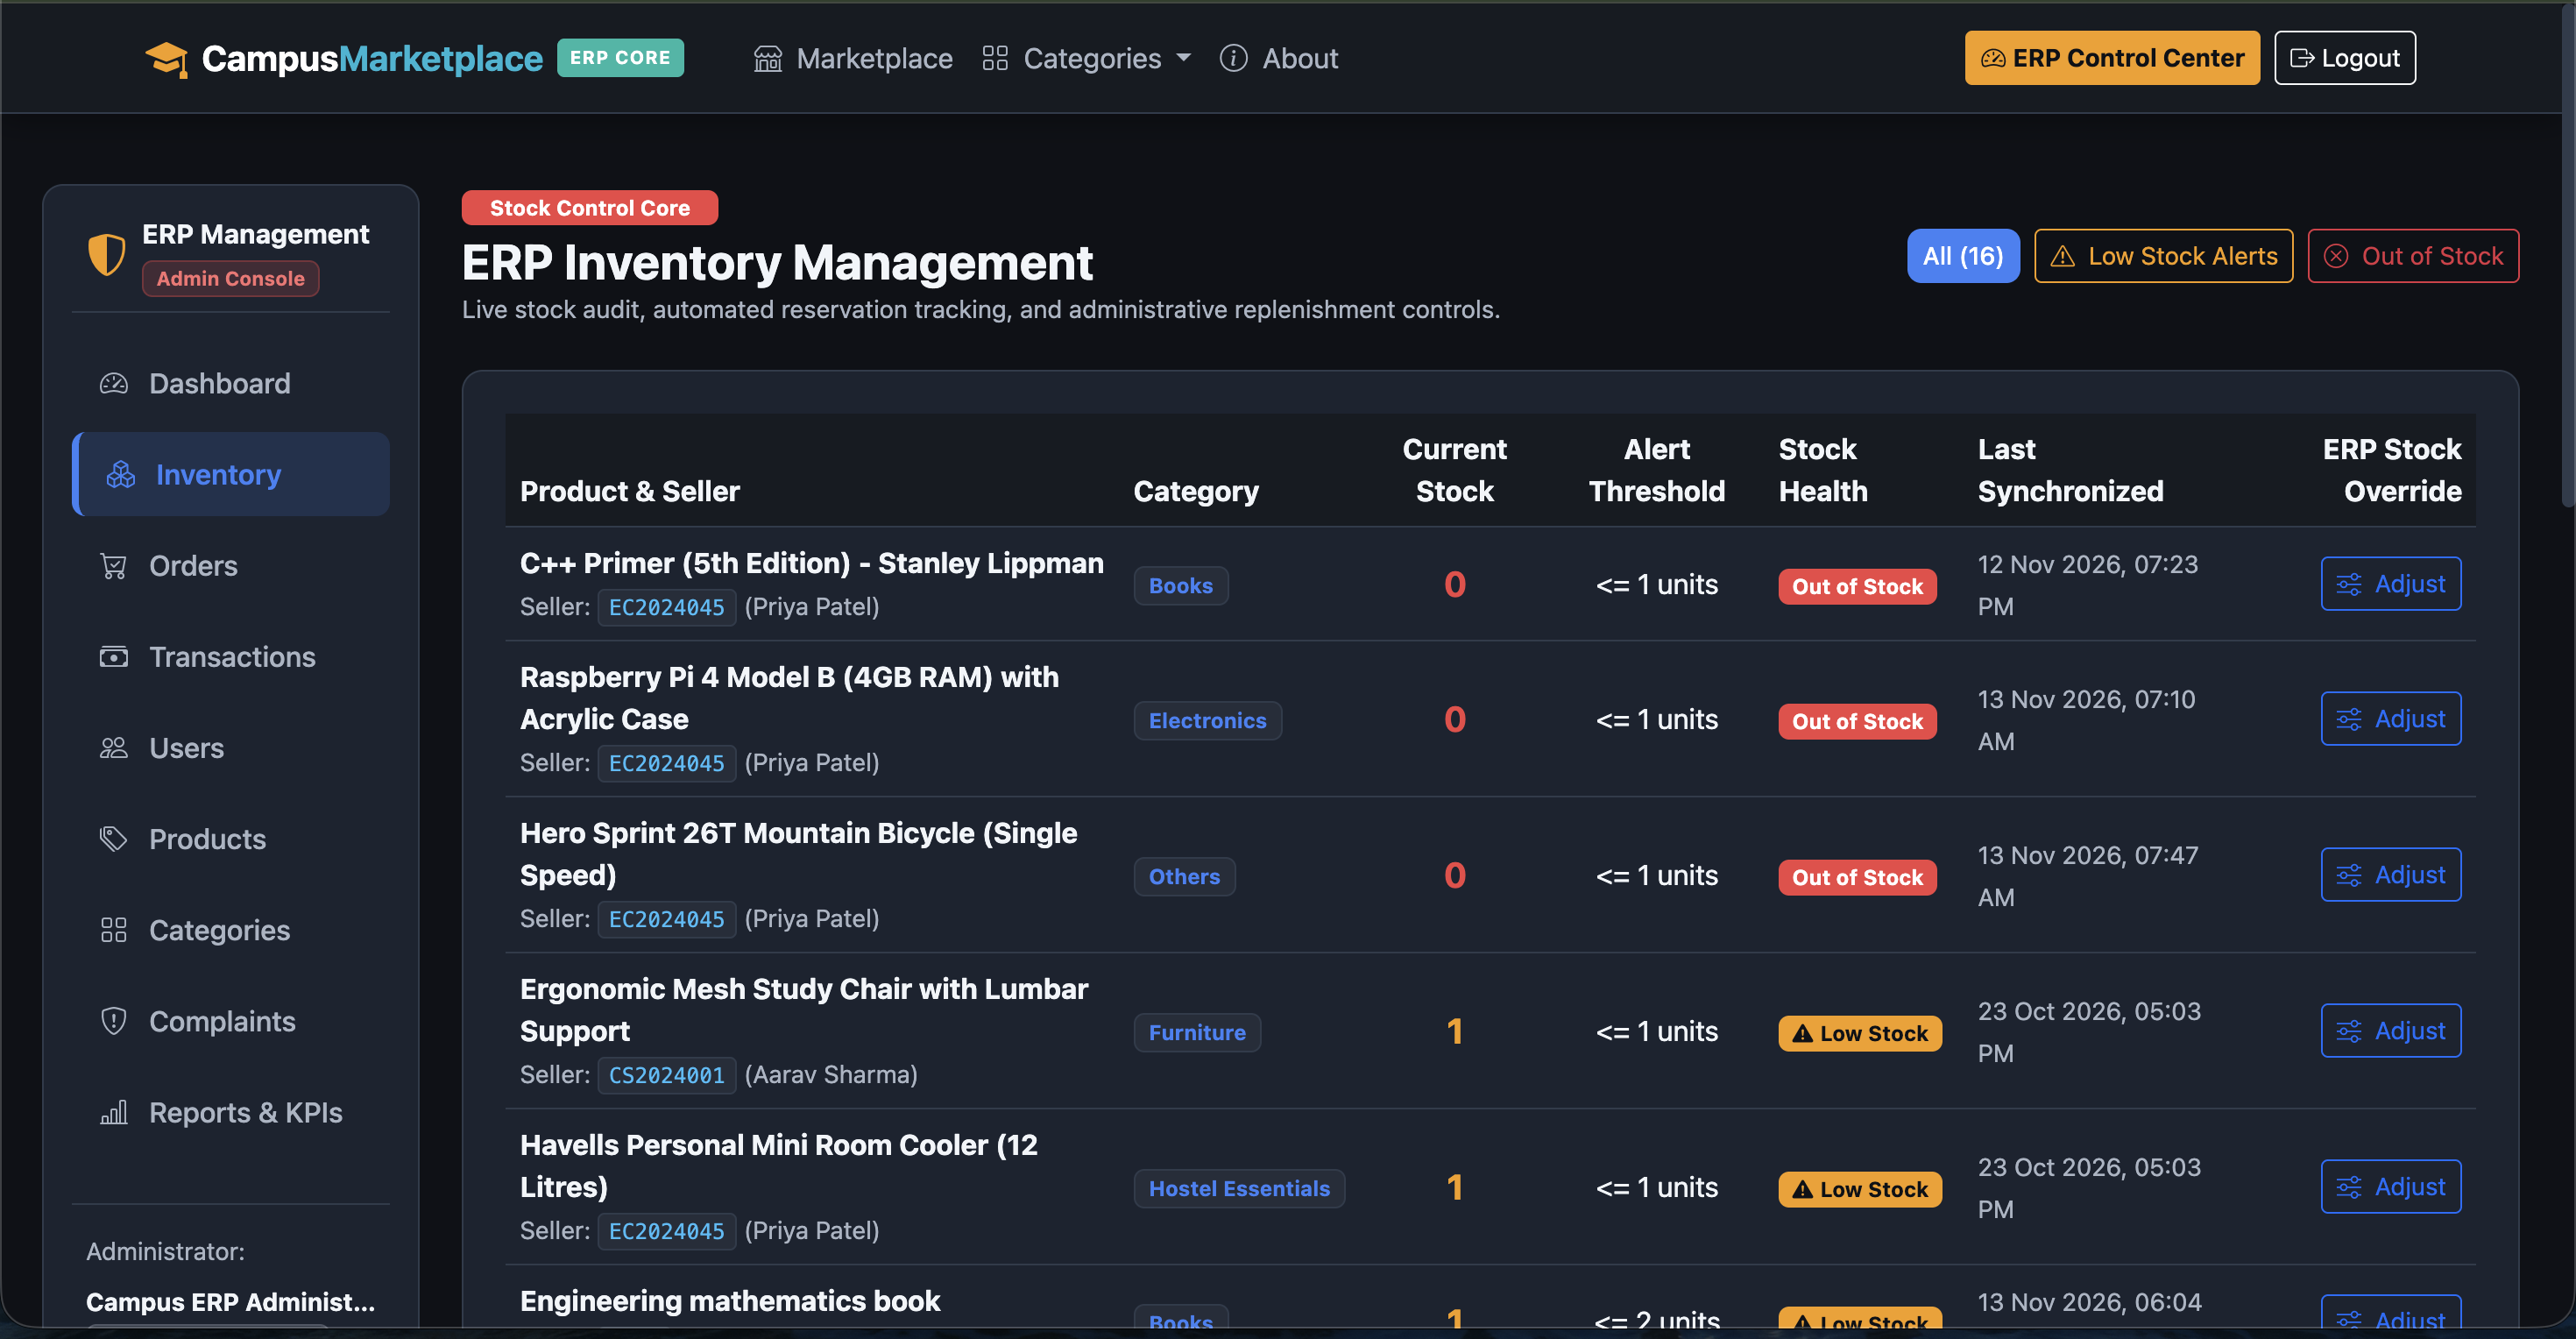 CampusMarketplace ERP CORE Marketplace Categories About ERP Control Center Logout
ERP Management
Admin Console
Dashboard
Inventory
Orders
Transactions
Users
Products
Categories
Complaints
Reports & KPIs
Administrator:
Campus ERP Administ...
Stock Control Core
ERP Inventory Management
Live stock audit, automated reservation tracking, and administrative replenishment controls.
All (16) Low Stock Alerts Out of Stock
Product & Seller Category Current Stock Alert Threshold Stock Health Last Synchronized ERP Stock Override
C++ Primer (5th Edition) - Stanley Lippman
Seller: EC2024045 (Priya Patel)
Books 0 <= 1 units Out of Stock 12 Nov 2026, 07:23
PM
Adjust
Raspberry Pi 4 Model B (4GB RAM) with
Acrylic Case
Seller: EC2024045 (Priya Patel)
Electronics 0 <= 1 units Out of Stock 13 Nov 2026, 07:10
AM
Adjust
Hero Sprint 26T Mountain Bicycle (Single
Speed)
Seller: EC2024045 (Priya Patel)
Others 0 <= 1 units Out of Stock 13 Nov 2026, 07:47
AM
Adjust
Ergonomic Mesh Study Chair with Lumbar
Support
Seller: CS2024001 (Aarav Sharma)
Furniture 1 <= 1 units Low Stock 23 Oct 2026, 05:03
PM
Adjust
Havells Personal Mini Room Cooler (12
Litres)
Seller: EC2024045 (Priya Patel)
Hostel Essentials 1 <= 1 units Low Stock 23 Oct 2026, 05:03
PM
Adjust
Engineering mathematics book
Books 1 <= 2 units Low Stock 13 Nov 2026, 06:04
Adjust